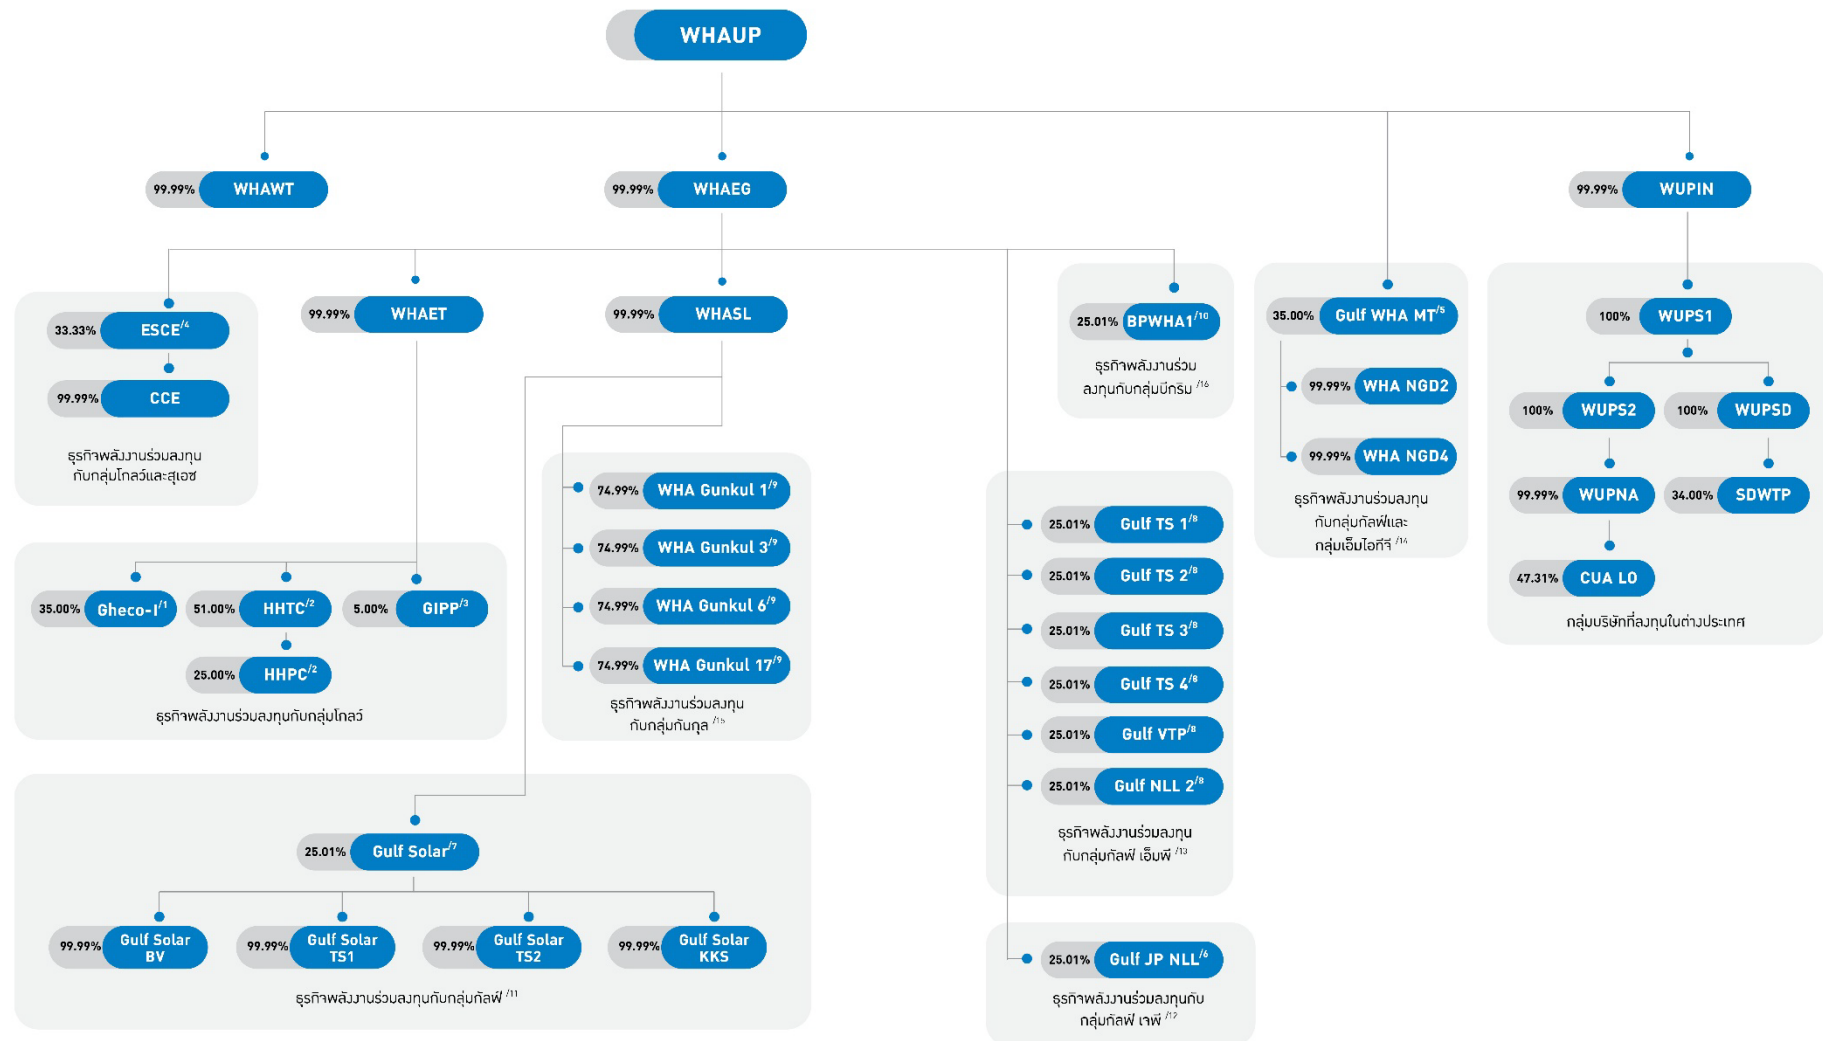 WHAUP
99.99% WHAWT
99.99% WHAEG
99.99% WUPIN
33.33% ESCE/4
99.99% CCE
ธุรกิจพลังงานร่วมลงทุน
กับกลุ่มโกลว์และสุเอซ
99.99% WHAET
99.99% WHASL
25.01% BPWHA1/10
ธุรกิจพลังงานร่วม
ลงทุนกับกลุ่มบีกริม /16
35.00% Gulf WHA MT/5
99.99% WHA NGD2
99.99% WHA NGD4
ธุรกิจพลังงานร่วมลงทุน
กับกลุ่มกัลฟ์และ
กลุ่มเอ็มไอทีจี /14
100% WUPS1
100% WUPS2
100% WUPSD
99.99% WUPNA
34.00% SDWTP
47.31% CUA LO
กลุ่มบริษัทที่ลงทุนในต่างประเทศ
35.00% Gheco-I/1
51.00% HHTC/2
5.00% GIPP/3
25.00% HHPC/2
ธุรกิจพลังงานร่วมลงทุนกับกลุ่มโกลว์
74.99% WHA Gunkul 1/9
74.99% WHA Gunkul 3/9
74.99% WHA Gunkul 6/9
74.99% WHA Gunkul 17/9
ธุรกิจพลังงานร่วมลงทุน
กับกลุ่มกันกุล /15
25.01% Gulf TS 1/8
25.01% Gulf TS 2/8
25.01% Gulf TS 3/8
25.01% Gulf TS 4/8
25.01% Gulf VTP/8
25.01% Gulf NLL 2/8
ธุรกิจพลังงานร่วมลงทุน
กับกลุ่มกัลฟ์ เอ็มพี /13
25.01% Gulf Solar/7
99.99% Gulf Solar
BV
99.99% Gulf Solar
TS1
99.99% Gulf Solar
TS2
99.99% Gulf Solar
KKS
ธุรกิจพลังงานร่วมลงทุนกับกลุ่มกัลฟ์ /11
25.01% Gulf JP NLL/6
ธุรกิจพลังงานร่วมลงทุนกับ
กลุ่มกัลฟ์ เจพี /12